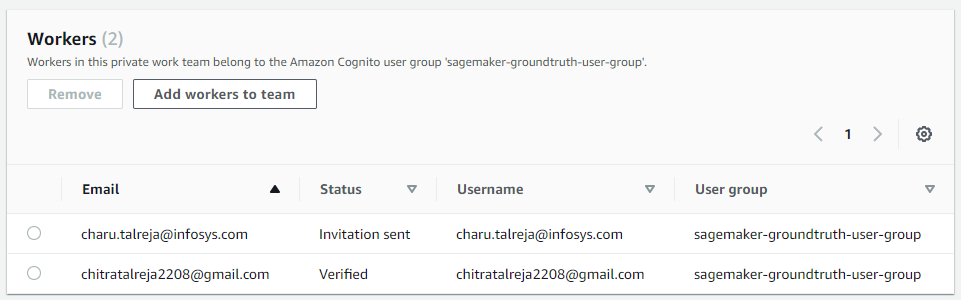 Workers (2)
Workers in this private work team belong to the Amazon Cognito user group 'sagemaker-groundtruth-user-group'.
Remove Add workers to team
1
Email Status Username User group
charu.talreja@infosys.com Invitation sent charu.talreja@infosys.com sagemaker-groundtruth-user-group
chitratalreja2208@gmail.com Verified chitratalreja2208@gmail.com sagemaker-groundtruth-user-group